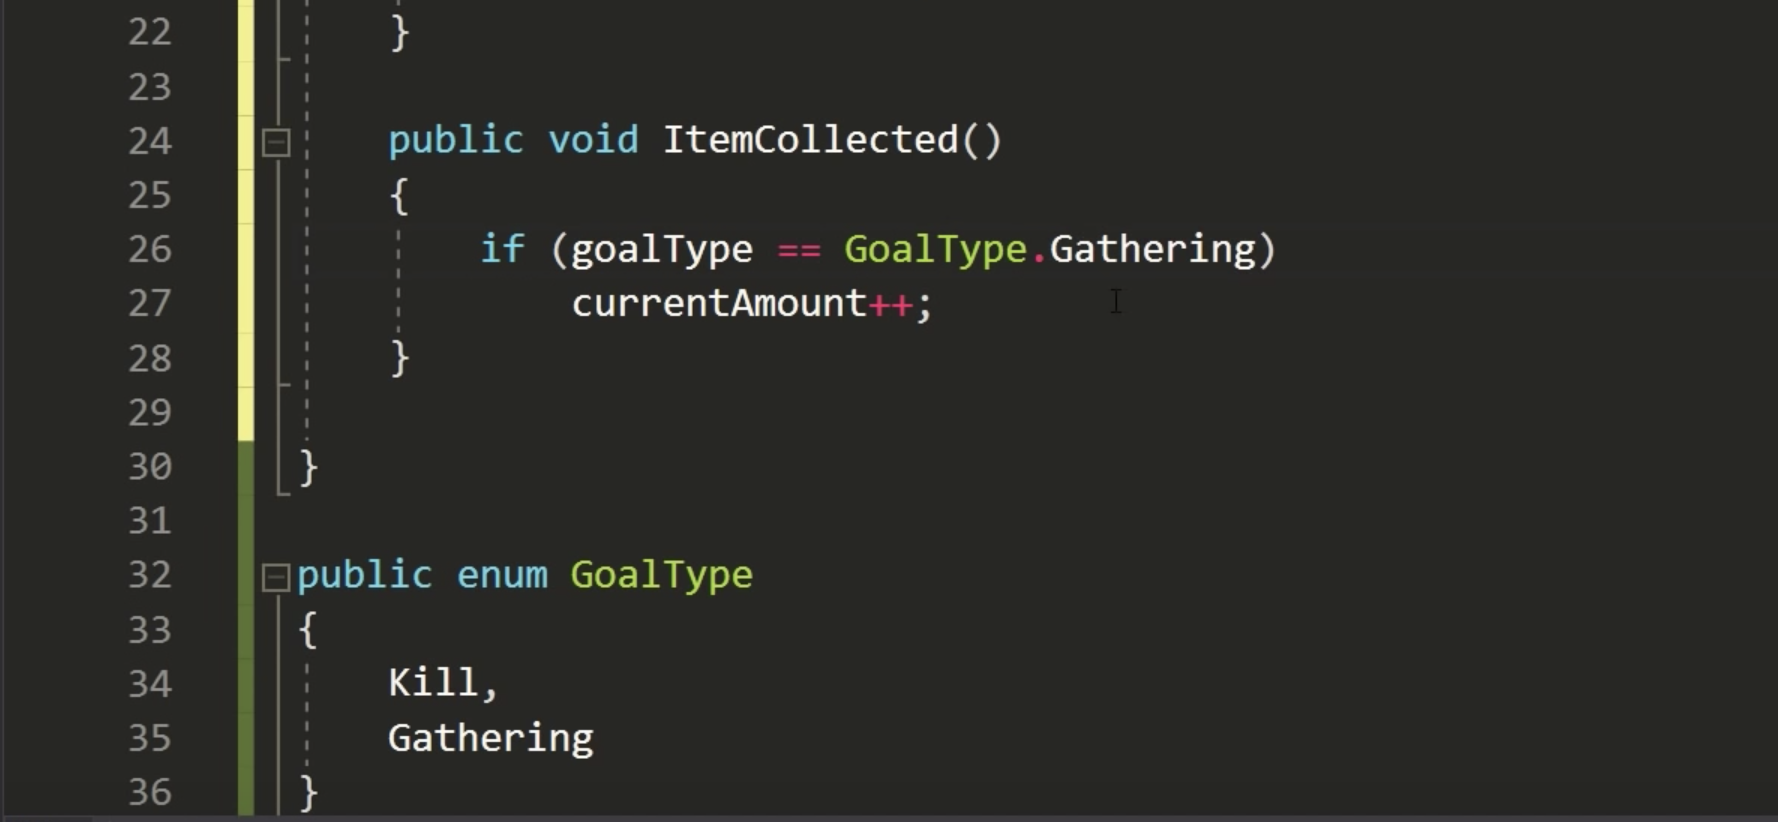 22 }
23
24 public void ItemCollected()
25 {
26 if (goalType == GoalType.Gathering)
27 currentAmount++;
28 }
29
30 }
31
32 public enum GoalType
33 {
34 Kill,
35 Gathering
36 }